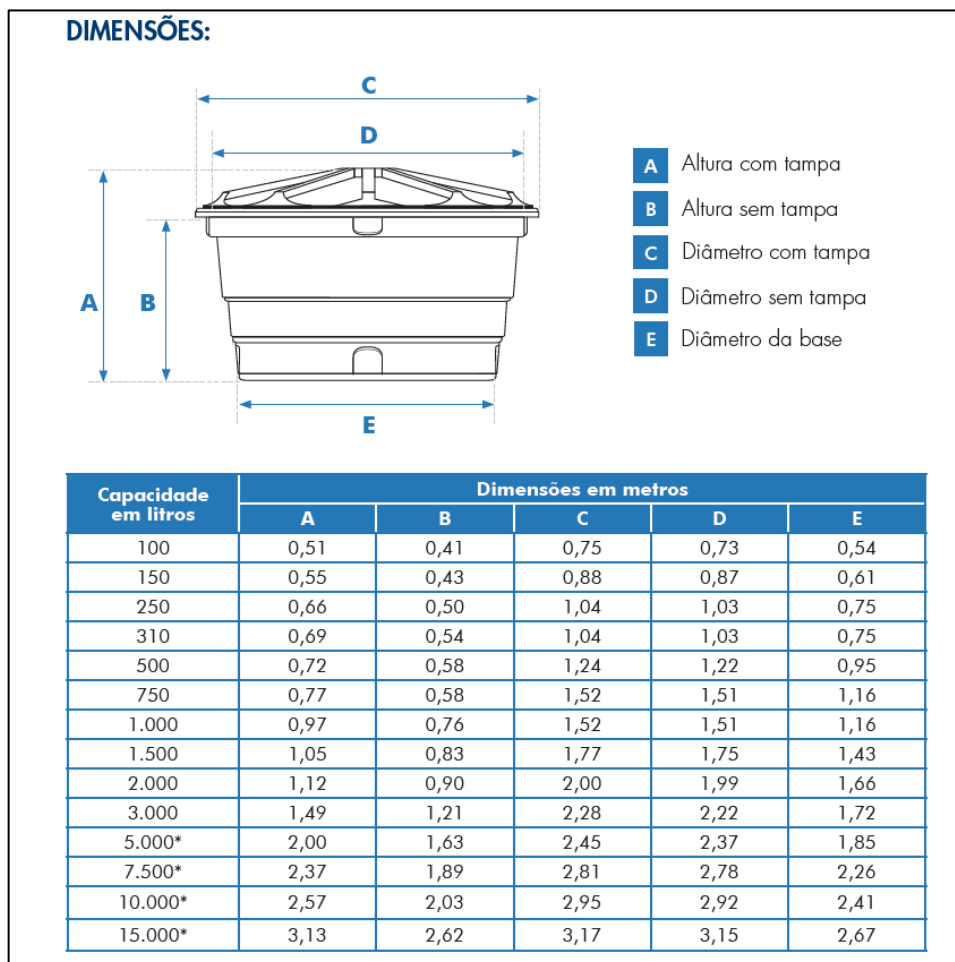 DIMENSÕES:
C
D
A
B
E
A Altura com tampa
B Altura sem tampa
C Diâmetro com tampa
D Diâmetro sem tampa
E Diâmetro da base
Capacidade em litros
Dimensões em metros
A B C D E
100 0,51 0,41 0,75 0,73 0,54
150 0,55 0,43 0,88 0,87 0,61
250 0,66 0,50 1,04 1,03 0,75
310 0,69 0,54 1,04 1,03 0,75
500 0,72 0,58 1,24 1,22 0,95
750 0,77 0,58 1,52 1,51 1,16
1.000 0,97 0,76 1,52 1,51 1,16
1.500 1,05 0,83 1,77 1,75 1,43
2.000 1,12 0,90 2,00 1,99 1,66
3.000 1,49 1,21 2,28 2,22 1,72
5.000* 2,00 1,63 2,45 2,37 1,85
7.500* 2,37 1,89 2,81 2,78 2,26
10.000* 2,57 2,03 2,95 2,92 2,41
15.000* 3,13 2,62 3,17 3,15 2,67